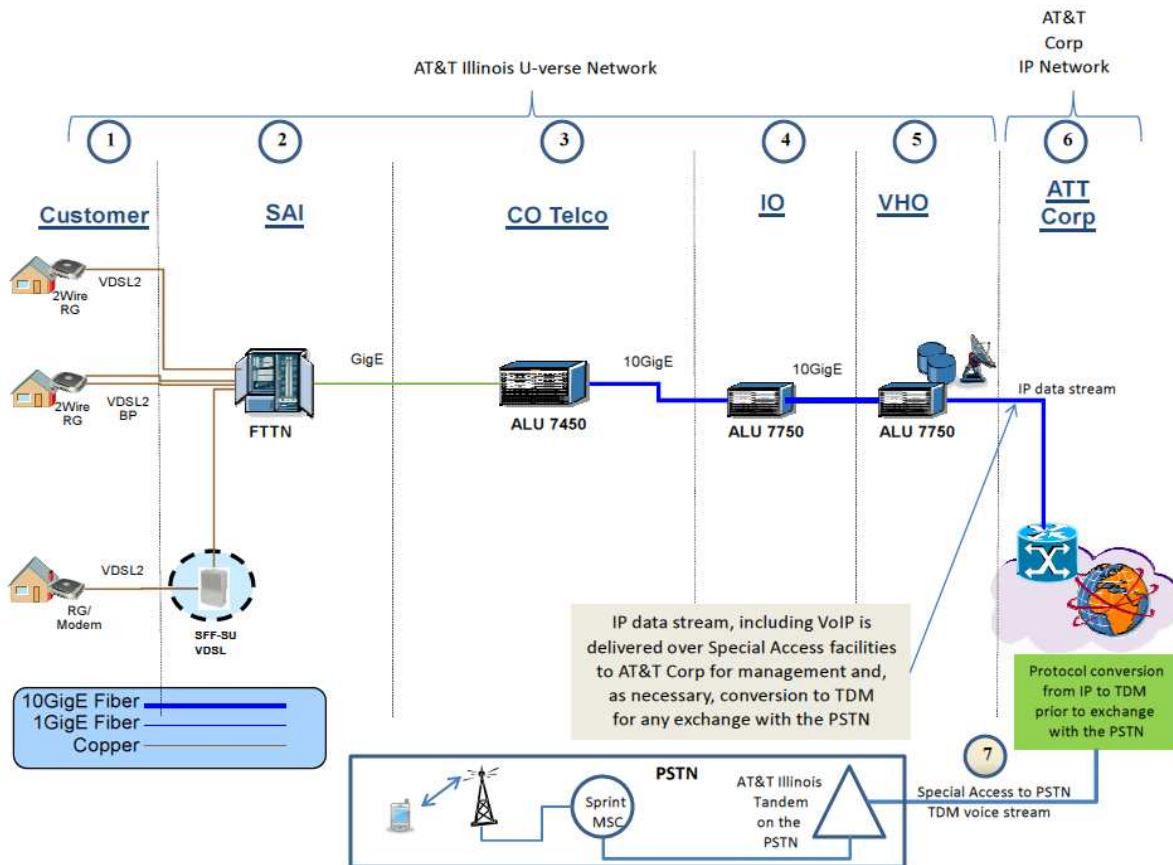 AT&T Illinois U-verse Network
AT&T
Corp
IP Network
1
2
3
4
5
6
Customer
SAI
CO Telco
IO
VHO
ATT
Corp
VDSL2
2Wire
RG
VDSL2
BP
2Wire
RG
VDSL2
RG/
Modem
SFF-SU
VDSL
FTTN
GigE
ALU 7450
10GigE
ALU 7750
10GigE
ALU 7750
IP data stream
IP data stream, including VoIP is
delivered over Special Access facilities
to AT&T Corp for management and,
as necessary, conversion to TDM
for any exchange with the PSTN
Protocol conversion
from IP to TDM
prior to exchange
with the PSTN
10GigE Fiber
1GigE Fiber
Copper
PSTN
Sprint
MSC
AT&T Illinois
Tandem
on the
PSTN
7
Special Access to PSTN
TDM voice stream